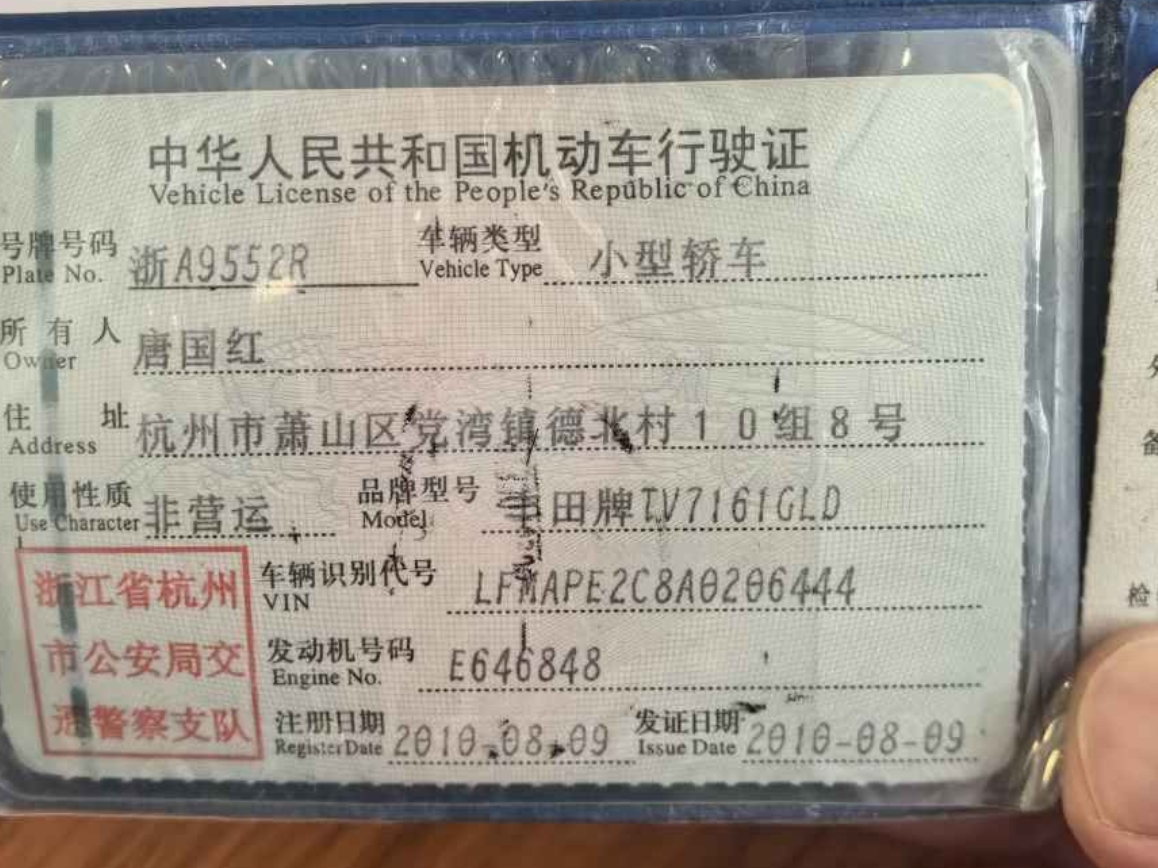 中华人民共和国机动车行驶证
Vehicle License of the People's Republic of China
号牌号码 浙A9552R 车辆类型 小型轿车
Plate No. Vehicle Type
所有人 唐国红
Owner
住址 杭州市萧山区党湾镇德北村10组8号
Address
使用性质 非营运 品牌型号 丰田牌TV7161GLD
Use Character Model
浙江省杭州
市公安局交
通警察支队
车辆识别代号 LFMAPE2C8A0206444
VIN
发动机号码 E646848
Engine No.
注册日期 2010-08-09 发证日期 2010-08-09
Register Date Issue Date
检